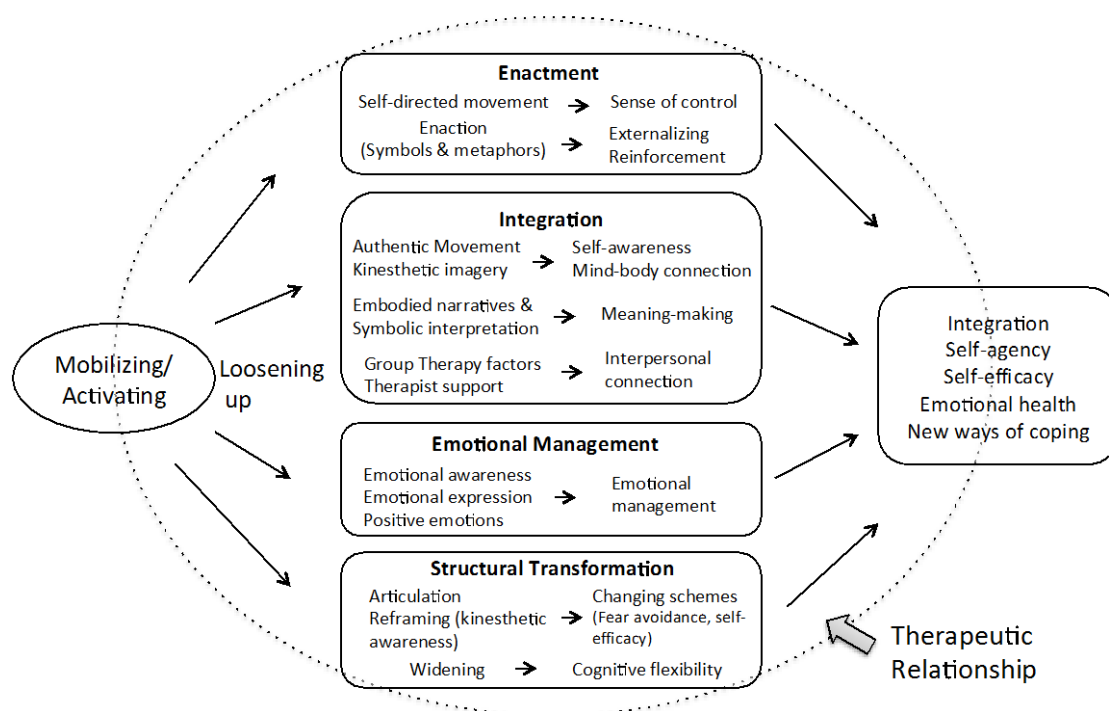 Enactment
Self-directed movement
Sense of control
Enaction
(Symbols & metaphors)
Externalizing
Reinforcement
Integration
Authentic Movement
Kinesthetic imagery
Self-awareness
Mind-body connection
Embodied narratives &
Symbolic interpretation
Meaning-making
Group Therapy factors
Therapist support
Interpersonal
connection
Mobilizing/
Activating
Loosening
up
Emotional Management
Emotional awareness
Emotional expression
Positive emotions
Emotional
management
Structural Transformation
Articulation
Reframing (kinesthetic
awareness)
Changing schemes
(Fear avoidance, self-
efficacy)
Widening
Cognitive flexibility
Integration
Self-agency
Self-efficacy
Emotional health
New ways of coping
Therapeutic
Relationship